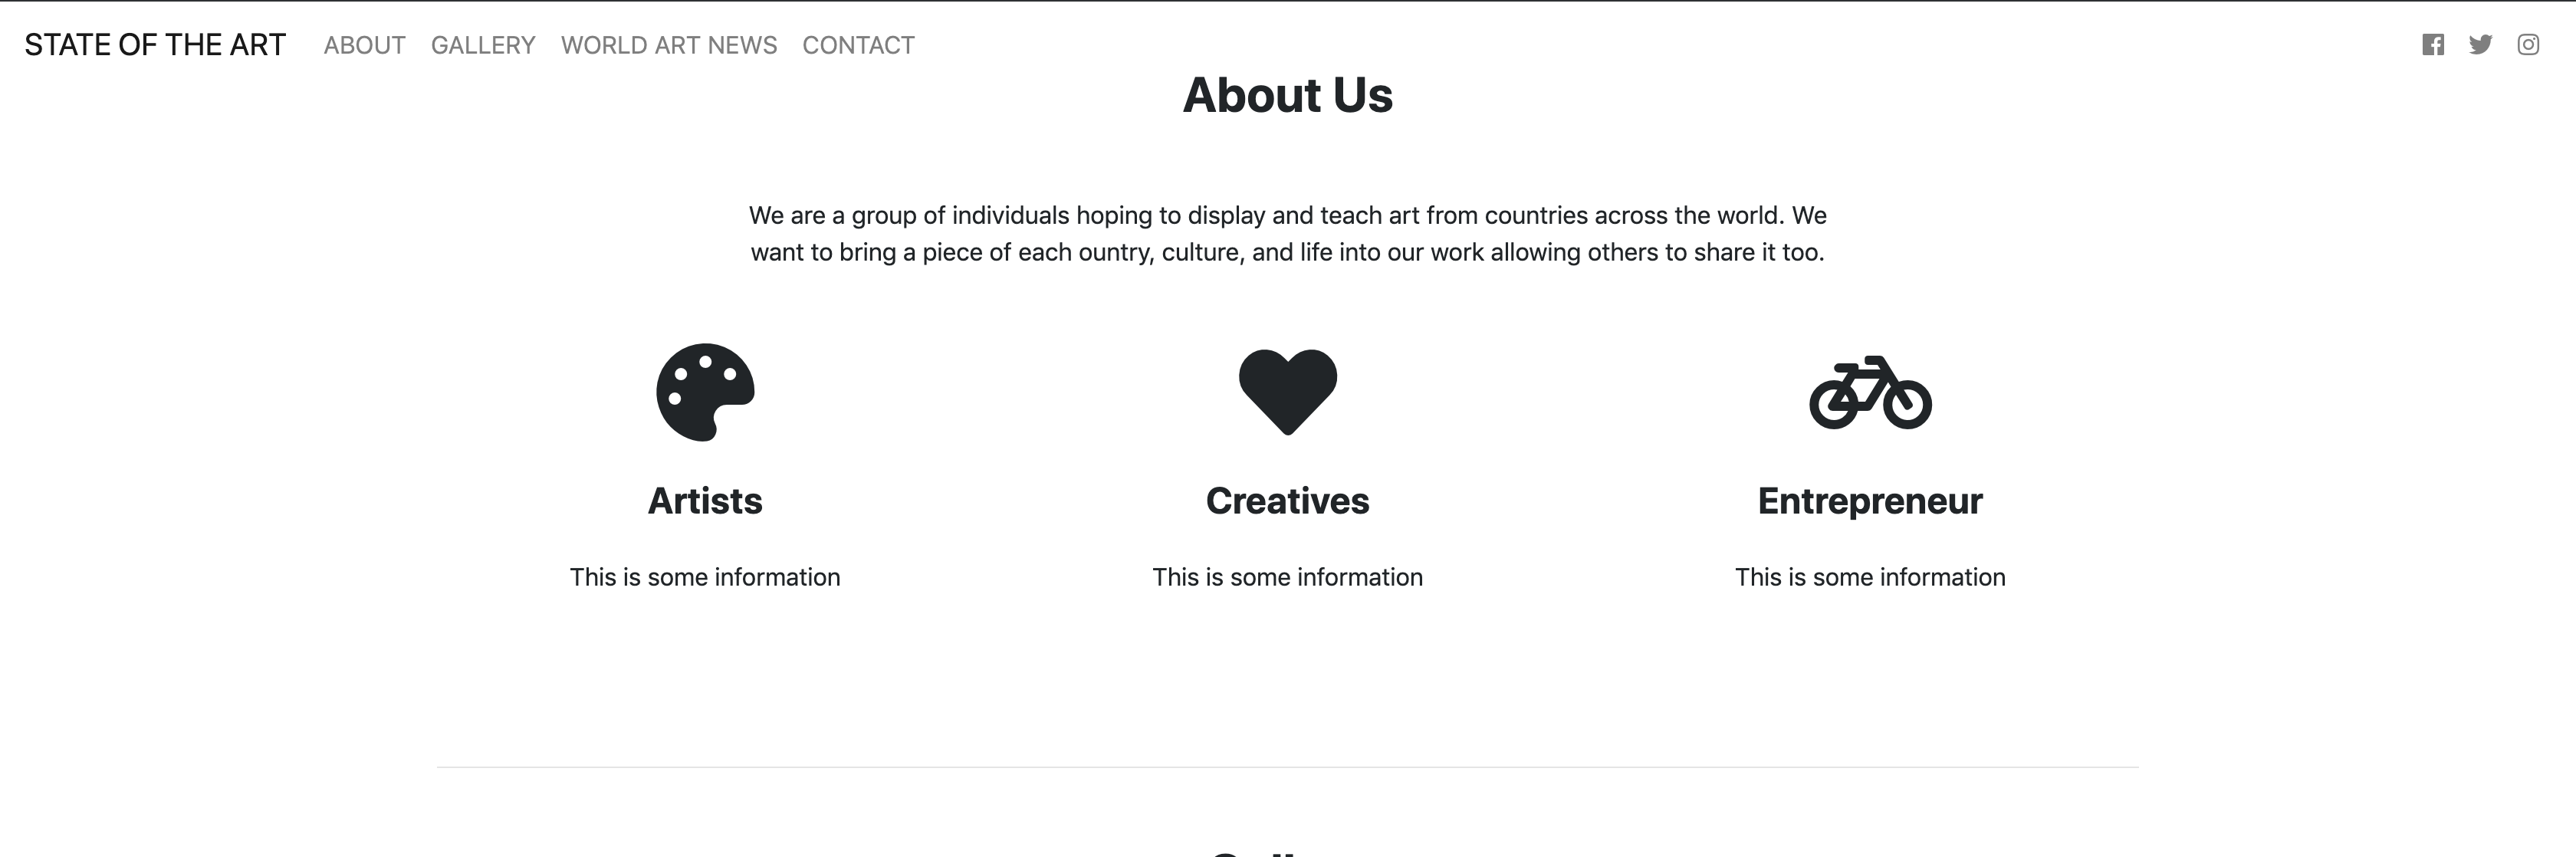 STATE OF THE ART ABOUT GALLERY WORLD ART NEWS CONTACT
About Us
We are a group of individuals hoping to display and teach art from countries across the world. We
want to bring a piece of each ountry, culture, and life into our work allowing others to share it too.
Artists Creatives Entrepreneur
This is some information This is some information This is some information